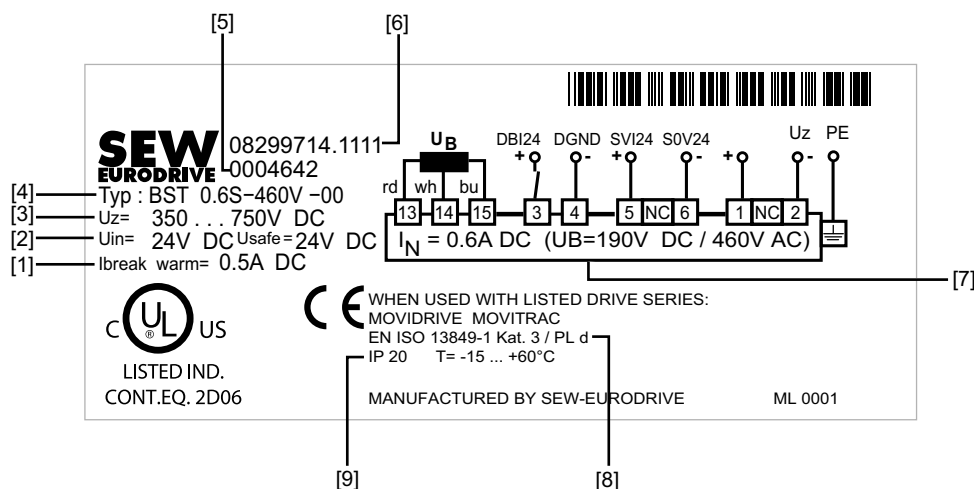 [5] [6]
SEW
EURODRIVE
08299714.1111
0004642
[4] Typ : BST 0.6S-460V -00
[3] Uz= 350 . . . 750V DC
[2] Uin= 24V DC Usafe= 24V DC
[1] Ibreak warm= 0.5A DC
UB
rd wh bu
DBI24 DGND SVI24 S0V24 Uz PE
+ - + - + -
13 14 15 3 4 5 NC 6 1 NC 2
IN = 0.6A DC (UB=190V DC / 460V AC)
[7]
C UL ® US
LISTED IND.
CONT.EQ. 2D06
CE
WHEN USED WITH LISTED DRIVE SERIES:
MOVIDRIVE MOVITRAC
EN ISO 13849-1 Kat. 3 / PL d
IP 20 T= -15 ... +60°C
MANUFACTURED BY SEW-EURODRIVE ML 0001
[9] [8]